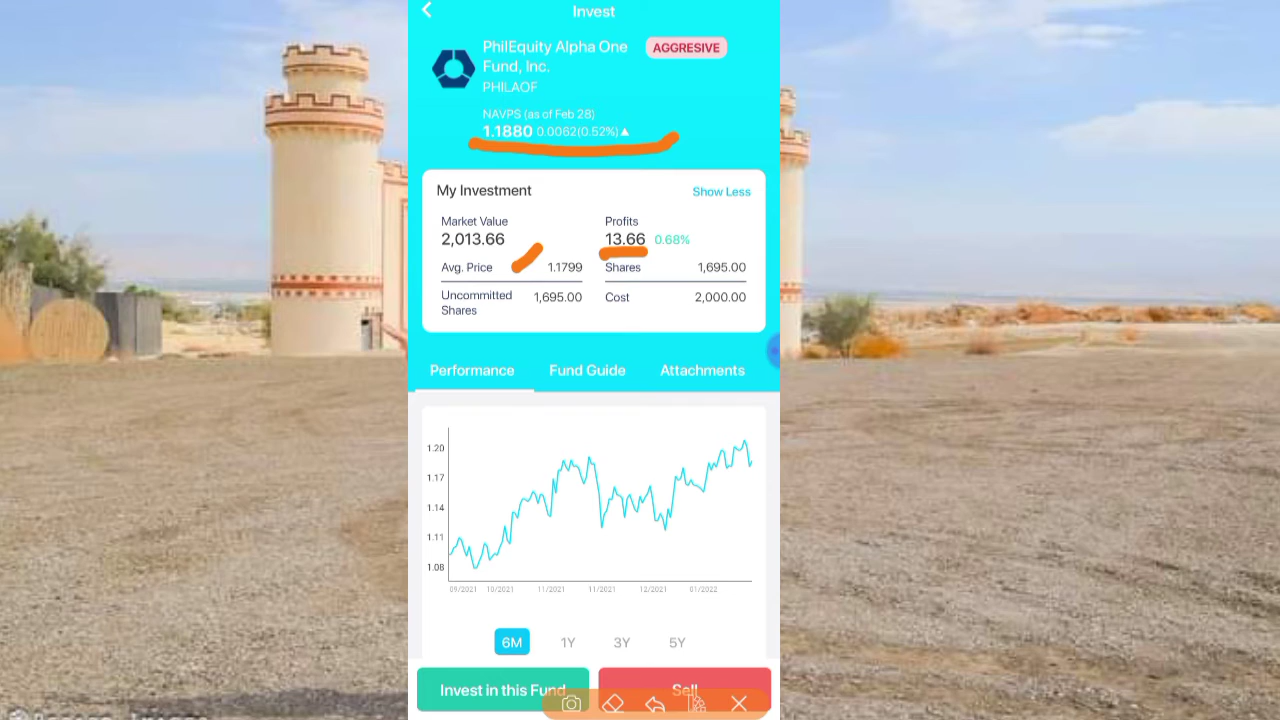 Invest
PhilEquity Alpha One
Fund, Inc.
AGGRESIVE
PHILAOF
NAVPS (as of Feb 28)
1.1880 0.0062(0.52%)▲
My Investment
Show Less
Market Value
2,013.66
Profits
13.66 0.68%
Avg. Price 1.1799
Shares 1,695.00
Uncommitted
Shares
1,695.00
Cost 2,000.00
Performance Fund Guide Attachments
1.20
1.17
1.14
1.11
1.08
09/2021 10/2021 11/2021 11/2021 12/2021 01/2022
6M 1Y 3Y 5Y
Invest in this Fund
Sell